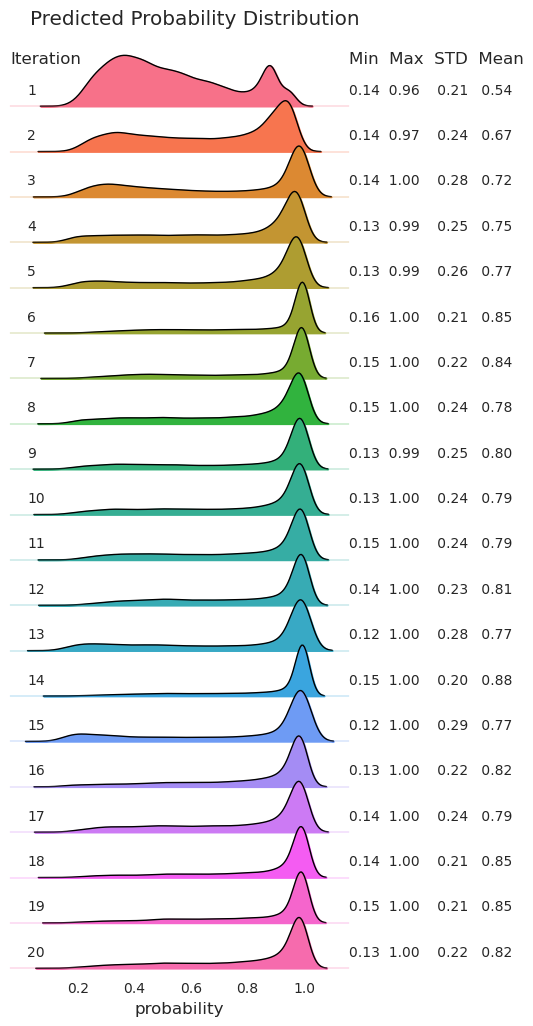 Predicted Probability Distribution
Iteration Min Max STD Mean
1 0.14 0.96 0.21 0.54
2 0.14 0.97 0.24 0.67
3 0.14 1.00 0.28 0.72
4 0.13 0.99 0.25 0.75
5 0.13 0.99 0.26 0.77
6 0.16 1.00 0.21 0.85
7 0.15 1.00 0.22 0.84
8 0.15 1.00 0.24 0.78
9 0.13 0.99 0.25 0.80
10 0.13 1.00 0.24 0.79
11 0.15 1.00 0.24 0.79
12 0.14 1.00 0.23 0.81
13 0.12 1.00 0.28 0.77
14 0.15 1.00 0.20 0.88
15 0.12 1.00 0.29 0.77
16 0.13 1.00 0.22 0.82
17 0.14 1.00 0.24 0.79
18 0.14 1.00 0.21 0.85
19 0.15 1.00 0.21 0.85
20 0.13 1.00 0.22 0.82
0.2 0.4 0.6 0.8 1.0
probability